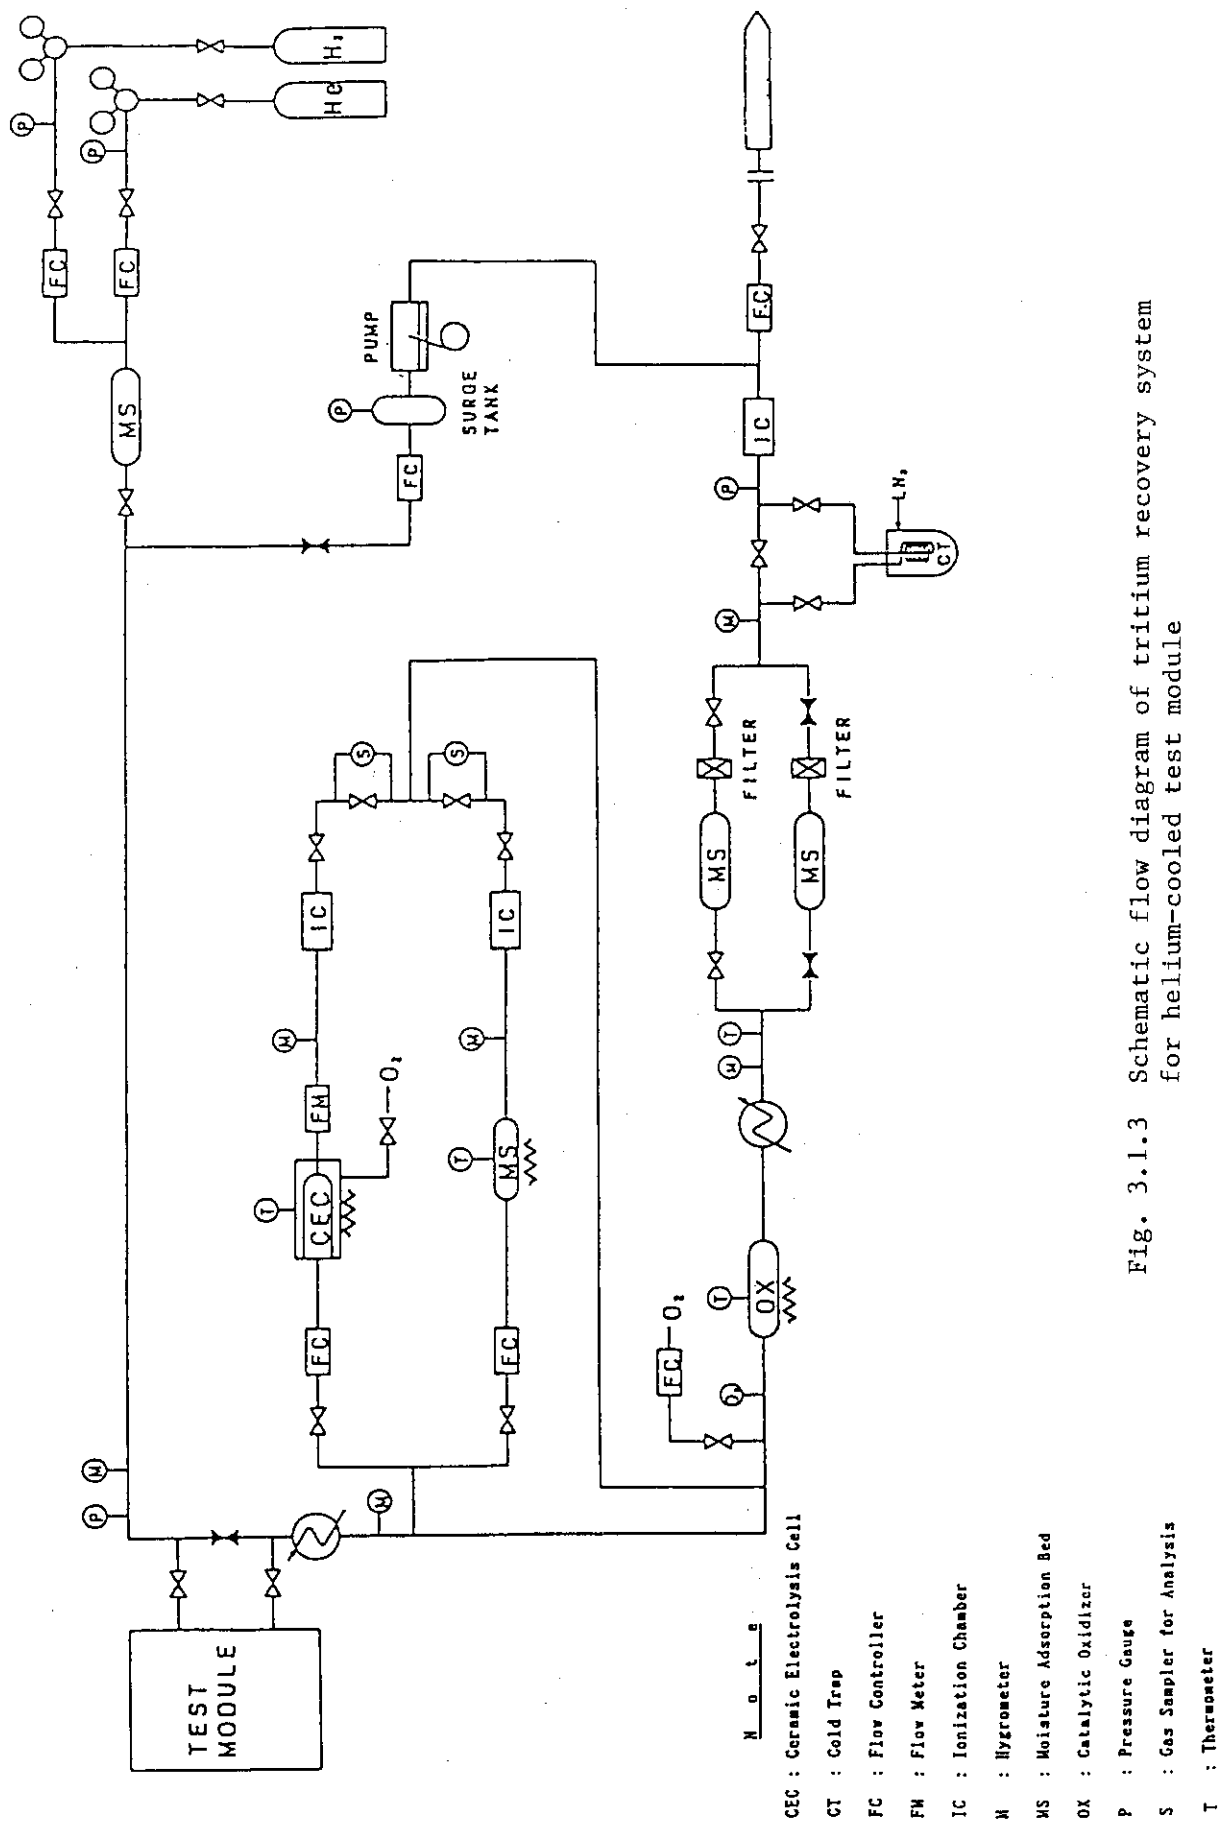 H₂
He
P
P
FC
FC
MS
PUMP
P
SURGE
TANK
FC
FC
IC
P
LN₂
CT
M
S
S
FILTER
FILTER
IC
IC
MS
MS
M
M
T
M
FM
O₂
T
CEC
T
MS
FC
FC
T
OX
O₂
FC
O₂
M
P
M
TEST
MODULE
Note
CEC : Ceramic Electrolysis Cell
CT : Cold Trap
FC : Flow Controller
FM : Flow Meter
IC : Ionization Chamber
M : Hygrometer
MS : Moisture Adsorption Bed
OX : Catalytic Oxidizer
P : Pressure Gauge
S : Gas Sampler for Analysis
T : Thermometer
Fig. 3.1.3 Schematic flow diagram of tritium recovery system
for helium-cooled test module